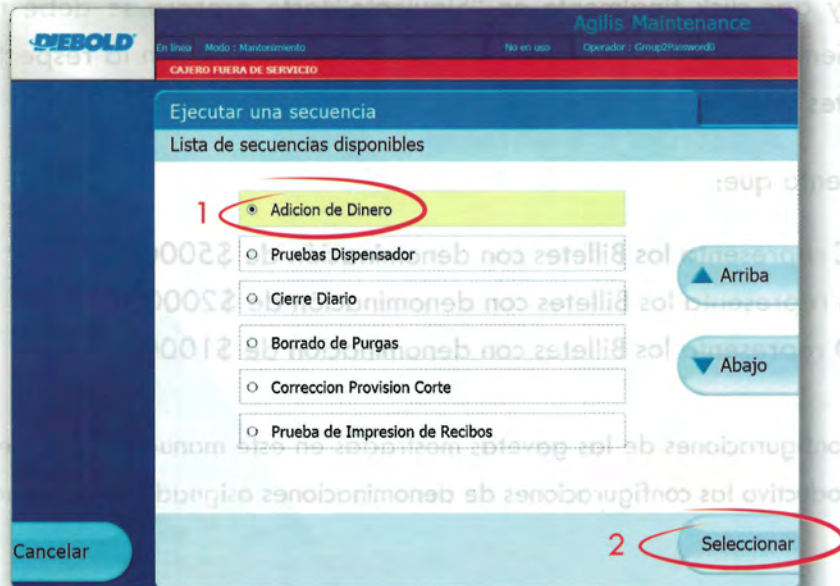 Agilis Maintenance
DIEBOLD
En línea Modo : Mantenimiento No en uso Operador : Group2Password0
CAJERO FUERA DE SERVICIO
Ejecutar una secuencia
Lista de secuencias disponibles
1 Adicion de Dinero
Pruebas Dispensador
Cierre Diario
Borrado de Purgas
Correccion Provision Corte
Prueba de Impresion de Recibos
Arriba
Abajo
Cancelar
2 Seleccionar